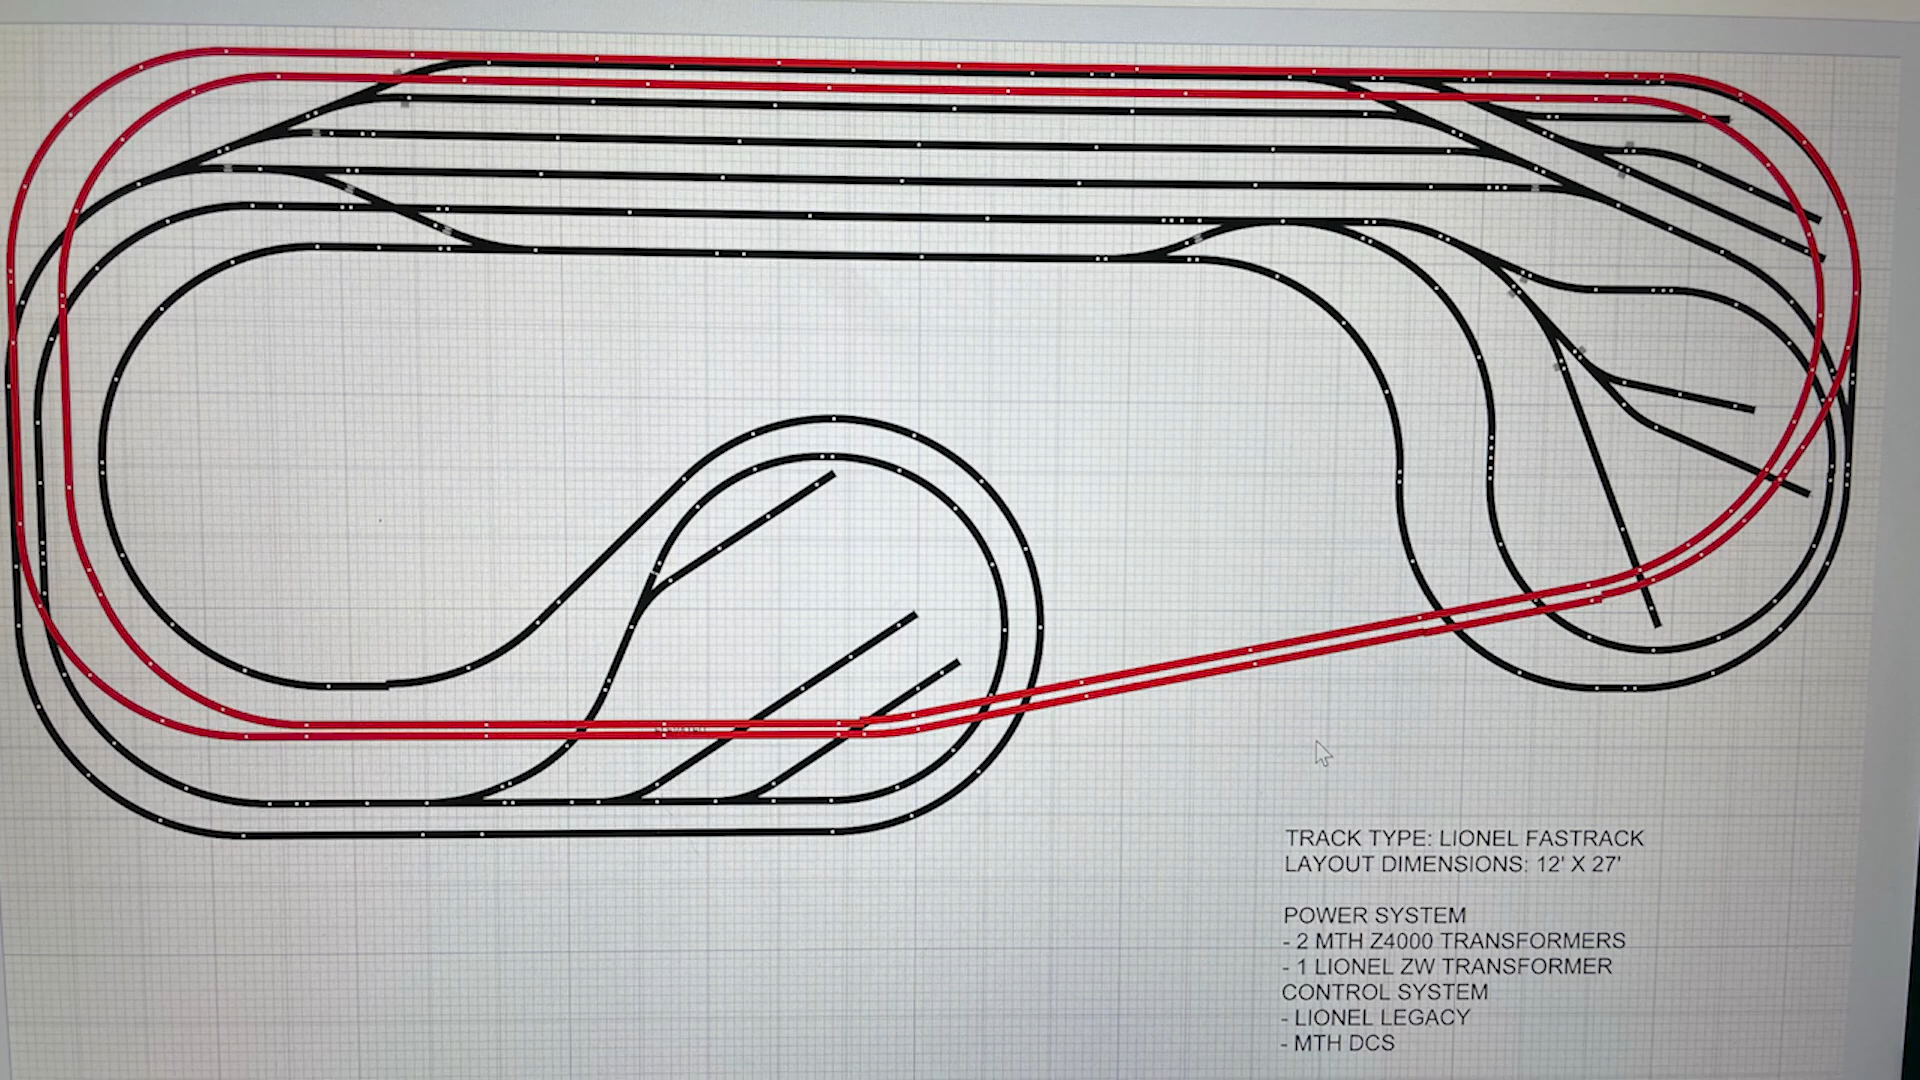 TRACK TYPE: LIONEL FASTRACK
LAYOUT DIMENSIONS: 12' X 27'
POWER SYSTEM
- 2 MTH Z4000 TRANSFORMERS
- 1 LIONEL ZW TRANSFORMER
CONTROL SYSTEM
- LIONEL LEGACY
- MTH DCS